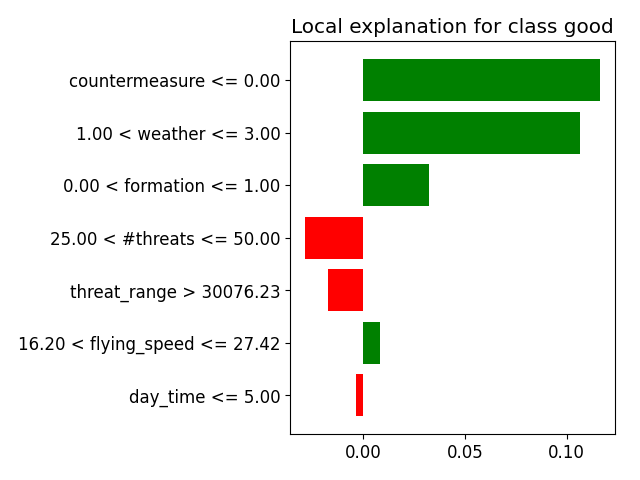 Local explanation for class good
countermeasure <= 0.00
1.00 < weather <= 3.00
0.00 < formation <= 1.00
25.00 < #threats <= 50.00
threat_range > 30076.23
16.20 < flying_speed <= 27.42
day_time <= 5.00
0.00 0.05 0.10